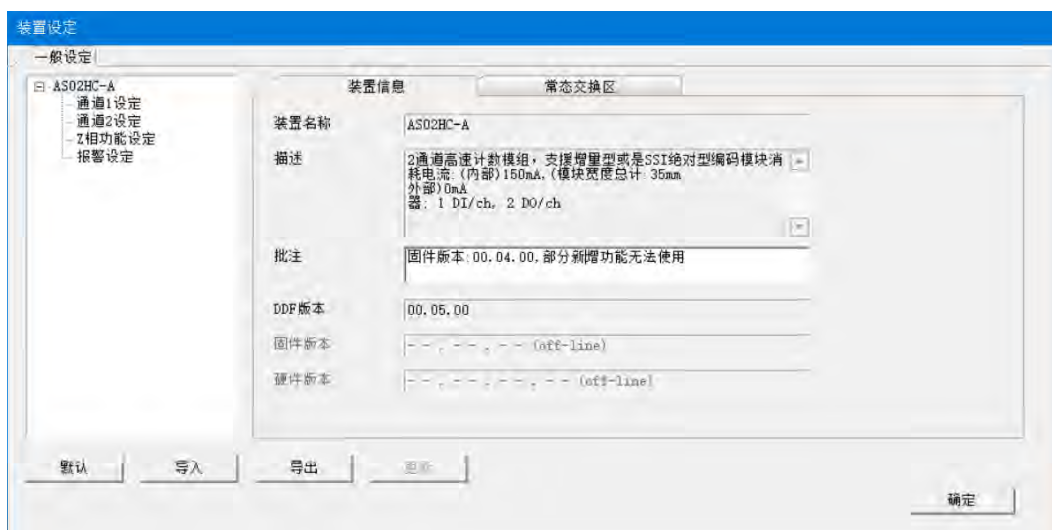 装置设定
一般设定
AS02HC-A
通道1设定
通道2设定
Z相功能设定
报警设定
装置信息
常态交换区
装置名称
AS02HC-A
描述
2通道高速计数模组，支援增量型或是SSI绝对型编码模块消
耗电流:(内部)150mA,(模块宽度总计 35mm
外部)0mA
器: 1 DI/ch, 2 DO/ch
批注
固件版本:00.04.00,部分新增功能无法使用
DDF版本
00.05.00
固件版本
- - . - - . - - (off-line)
硬件版本
- - . - - . - - . - - (off-line)
默认
导入
导出
更新
确定